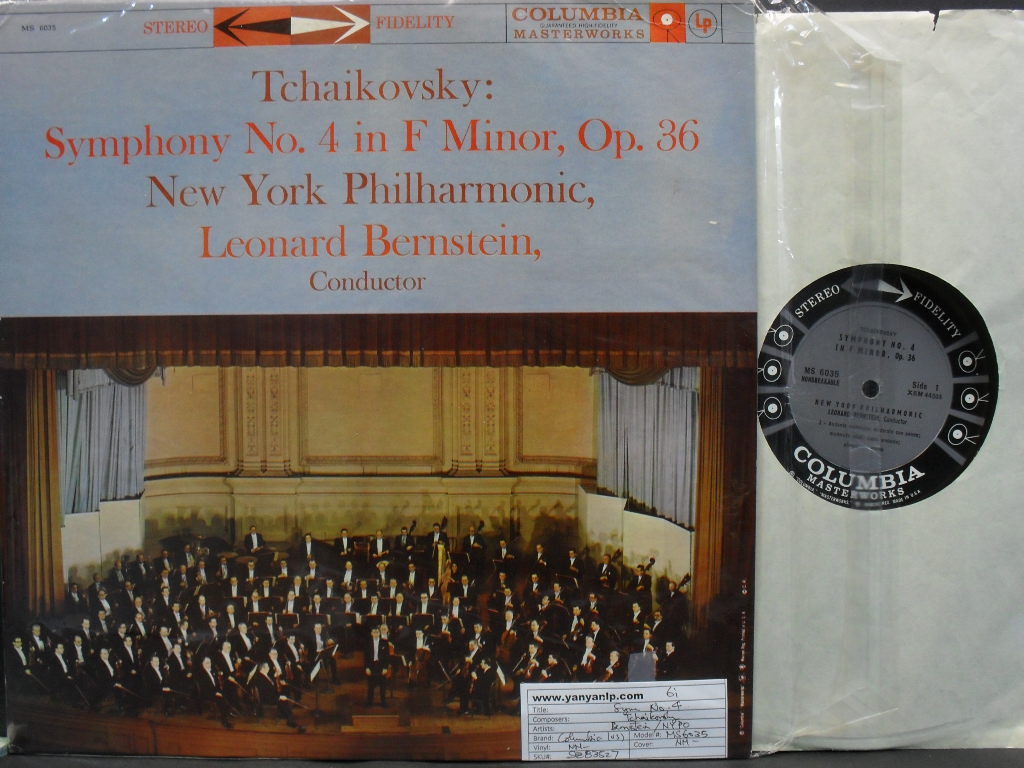 MS 6035
STEREO FIDELITY
COLUMBIA
GUARANTEED HIGH-FIDELITY
MASTERWORKS
Lp
Tchaikovsky:
Symphony No. 4 in F Minor, Op. 36
New York Philharmonic,
Leonard Bernstein,
Conductor
STEREO FIDELITY
TCHAIKOVSKY
SYMPHONY NO. 4
IN F MINOR, Op. 36
MS 6035
NONBREAKABLE
Side 1
NEW YORK PHILHARMONIC
LEONARD BERNSTEIN, Conductor
COLUMBIA
MASTERWORKS
www.yanyanlp.com 6i
Title: Sym No. 4
Composers: Tchaikovsky
Artists: Bernstein / NYPO
Brand: Columbia (US) Model#: MS6035
Vinyl: NM- Cover: NM-
SKU#: